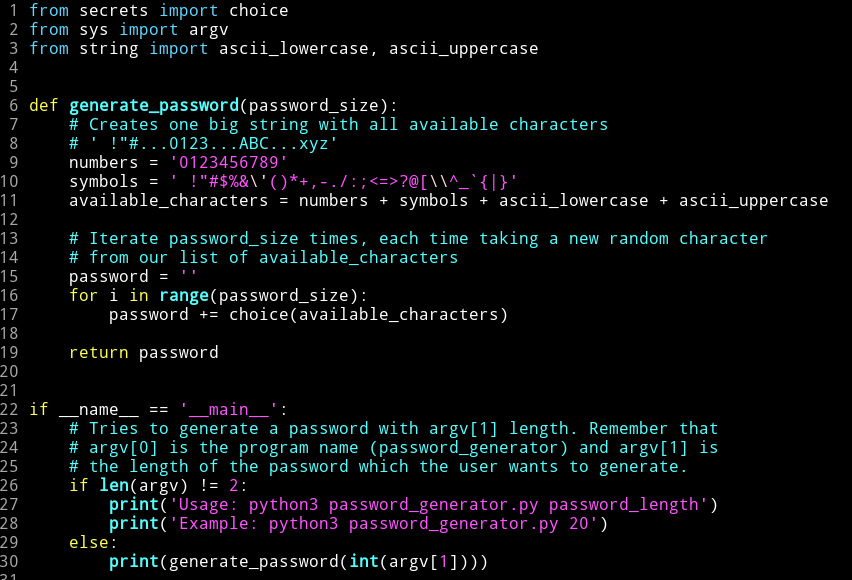 1 from secrets import choice
2 from sys import argv
3 from string import ascii_lowercase, ascii_uppercase
4
5
6 def generate_password(password_size):
7     # Creates one big string with all available characters
8     # ' !"#...0123...ABC...xyz'
9     numbers = '0123456789'
10     symbols = ' !"#$%&\'()*+,-./:;<=>?@[\\^_`{|}'
11     available_characters = numbers + symbols + ascii_lowercase + ascii_uppercase
12
13     # Iterate password_size times, each time taking a new random character
14     # from our list of available_characters
15     password = ''
16     for i in range(password_size):
17         password += choice(available_characters)
18
19     return password
20
21
22 if __name__ == '__main__':
23     # Tries to generate a password with argv[1] length. Remember that
24     # argv[0] is the program name (password_generator) and argv[1] is
25     # the length of the password which the user wants to generate.
26     if len(argv) != 2:
27         print('Usage: python3 password_generator.py password_length')
28         print('Example: python3 password_generator.py 20')
29     else:
30         print(generate_password(int(argv[1])))
31